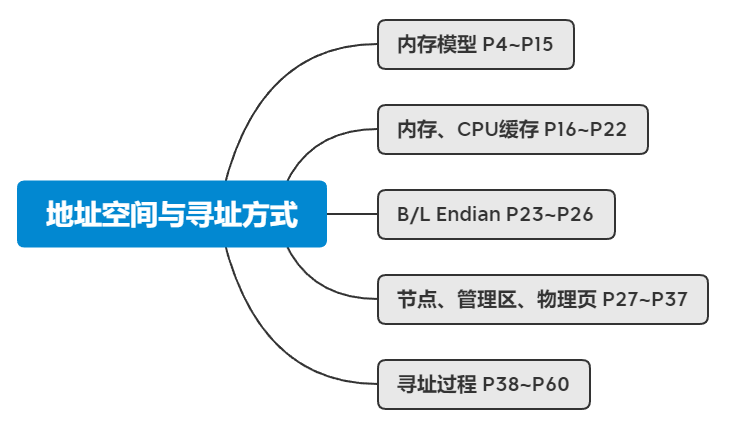 地址空间与寻址方式
内存模型 P4~P15
内存、CPU缓存 P16~P22
B/L Endian P23~P26
节点、管理区、物理页 P27~P37
寻址过程 P38~P60